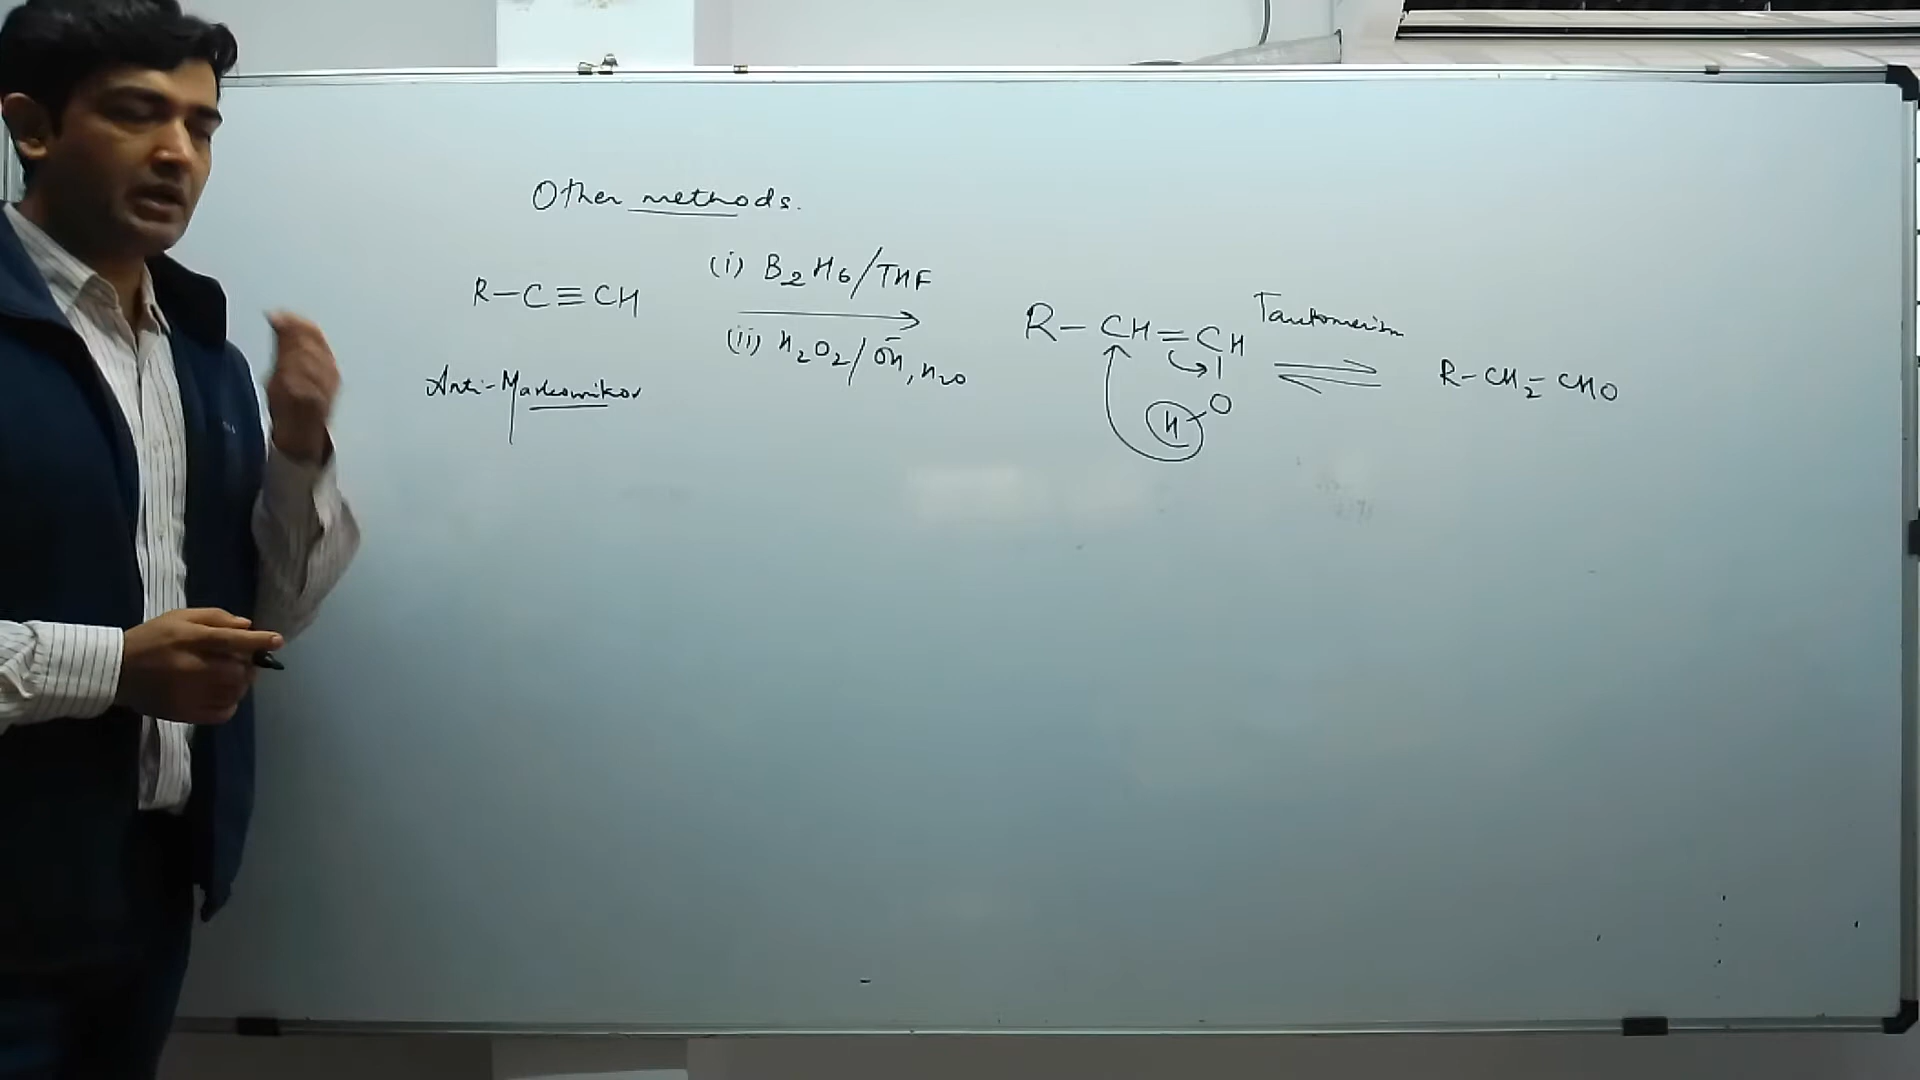 Other methods.
R-C≡CH
(i) B2H6/THF
(ii) H2O2/OH̄, H2O
R-CH=CH
O
H
Tautomerism
R-CH2-CHO
Anti-Markownikov